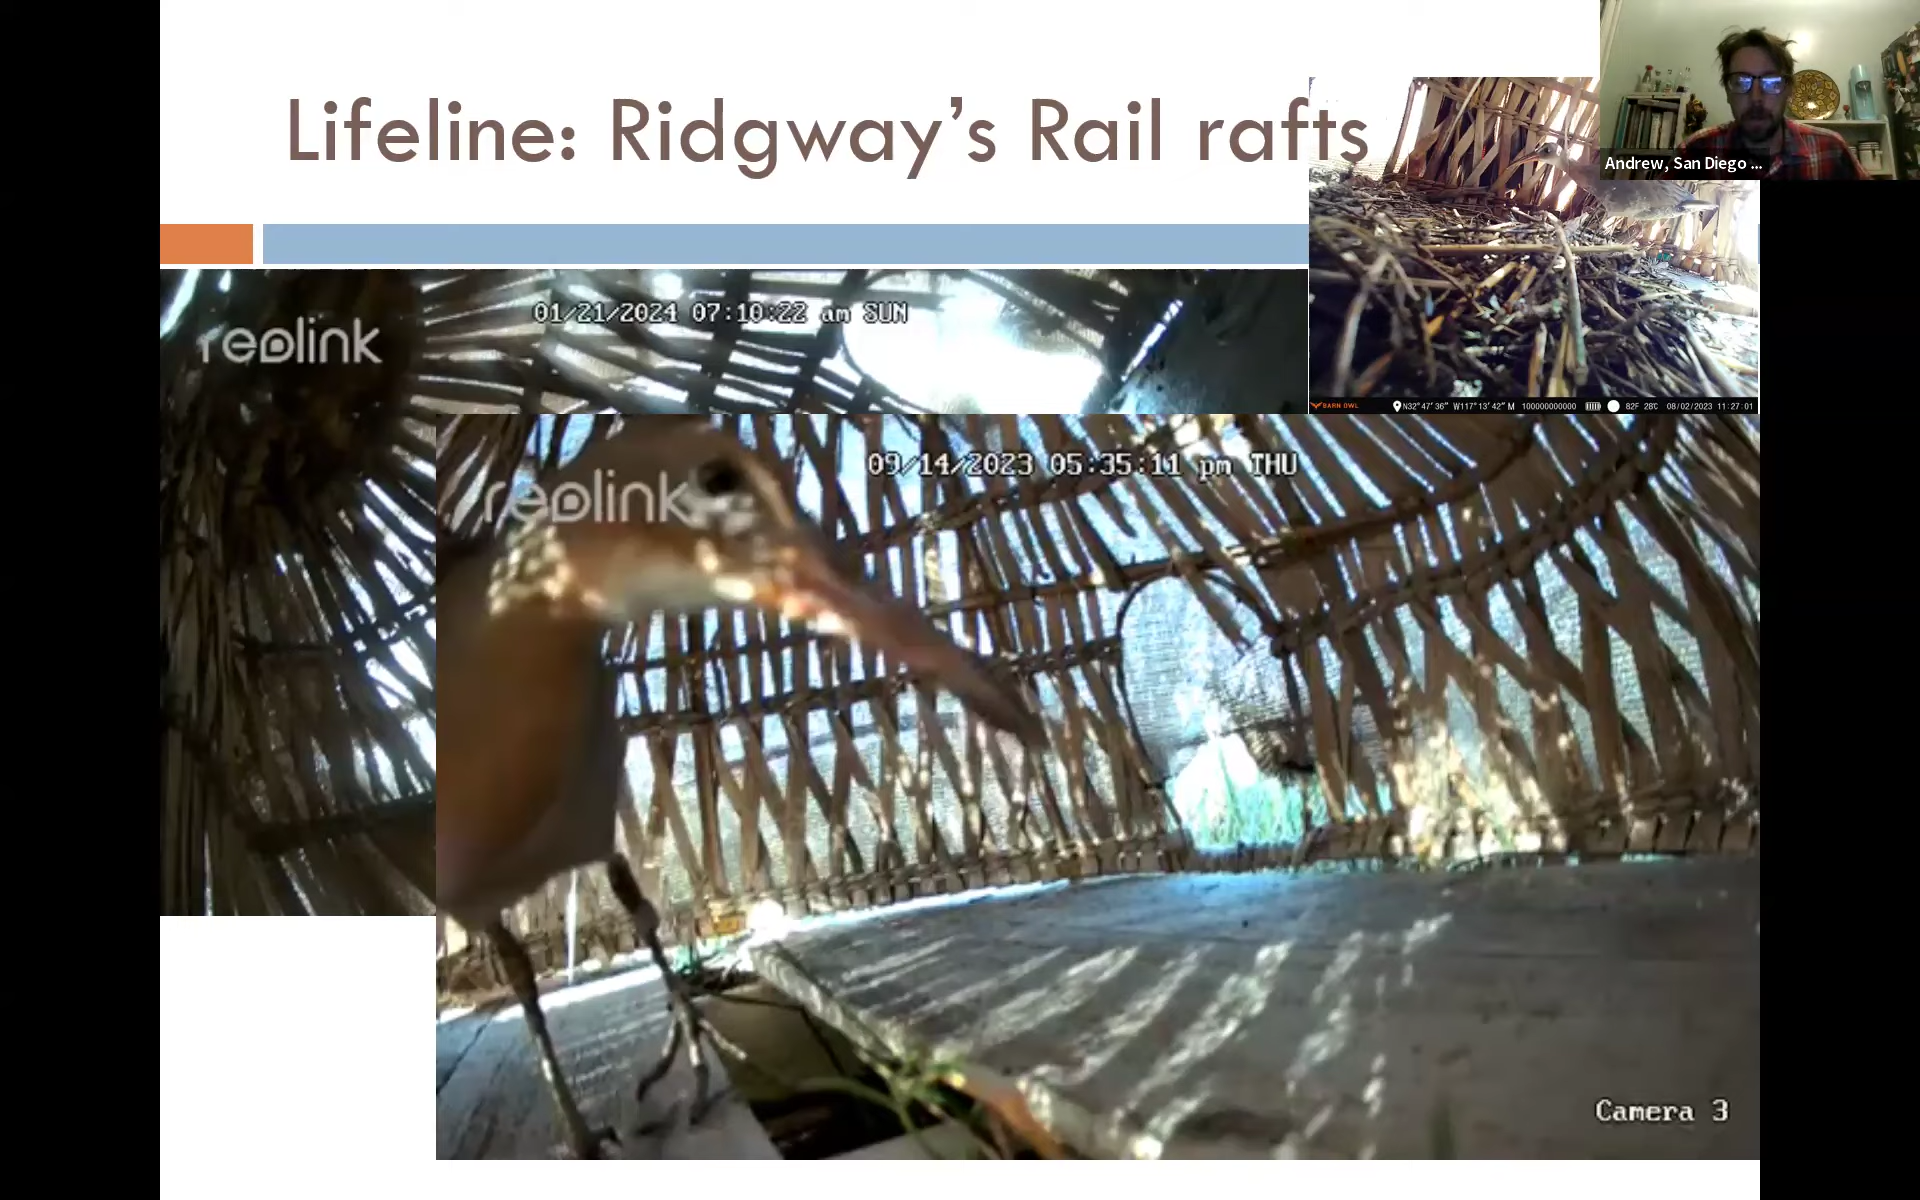 Lifeline: Ridgway's Rail rafts
Andrew, San Diego ...
reolink
01/21/2024 07:10:22 am SUN
BARN OWL N32°47'36" W117°13'42" M 100000000000 82F 28C 08/02/2023 11:27:01
reolink
09/14/2023 05:35:11 pm THU
Camera 3